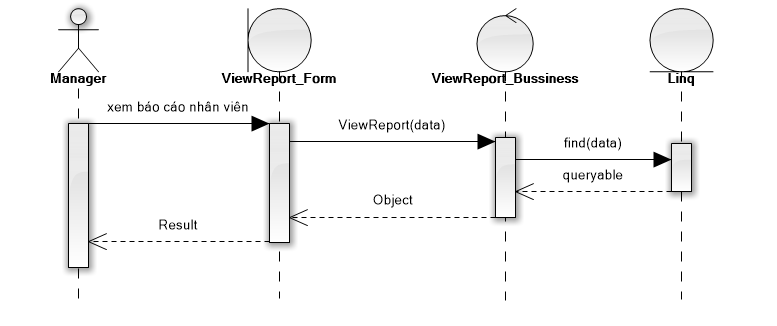 Manager
ViewReport_Form
ViewReport_Bussiness
Linq
xem báo cáo nhân viên
ViewReport(data)
find(data)
queryable
Object
Result